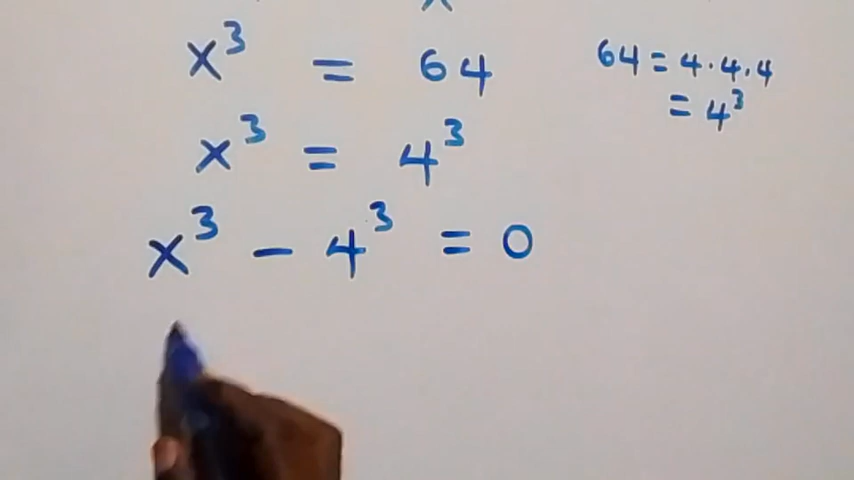 x³ = 64
64 = 4·4·4
= 4³
x³ = 4³
x³ - 4³ = 0